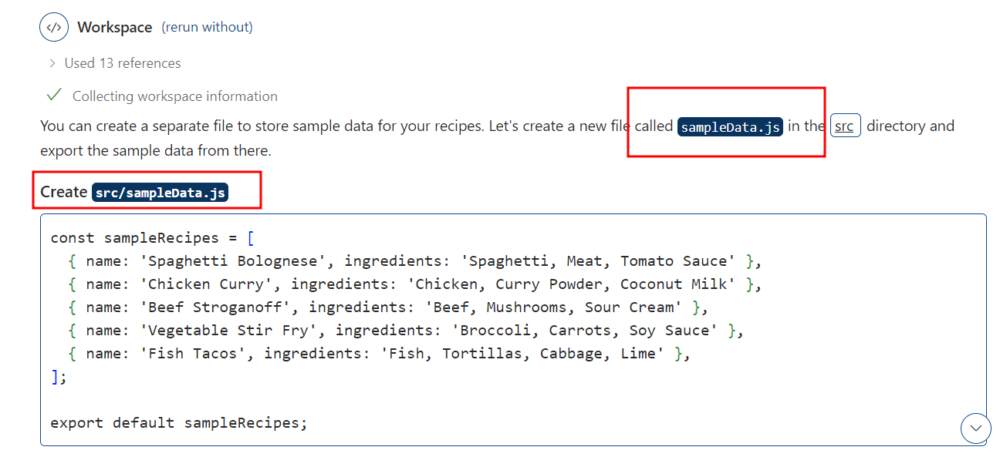 </> Workspace (rerun without)
> Used 13 references
Collecting workspace information
You can create a separate file to store sample data for your recipes. Let's create a new file called sampleData.js in the src directory and
export the sample data from there.
Create src/sampleData.js
const sampleRecipes = [
  { name: 'Spaghetti Bolognese', ingredients: 'Spaghetti, Meat, Tomato Sauce' },
  { name: 'Chicken Curry', ingredients: 'Chicken, Curry Powder, Coconut Milk' },
  { name: 'Beef Stroganoff', ingredients: 'Beef, Mushrooms, Sour Cream' },
  { name: 'Vegetable Stir Fry', ingredients: 'Broccoli, Carrots, Soy Sauce' },
  { name: 'Fish Tacos', ingredients: 'Fish, Tortillas, Cabbage, Lime' },
];
export default sampleRecipes;